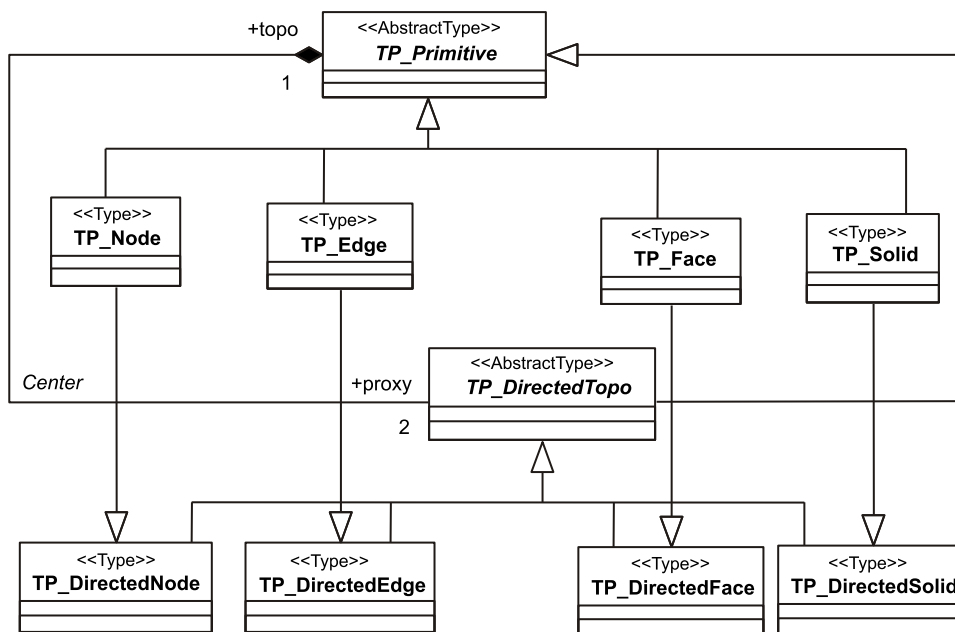 +topo
<<AbstractType>>
TP_Primitive
1
<<Type>>
TP_Node
<<Type>>
TP_Edge
<<Type>>
TP_Face
<<Type>>
TP_Solid
Center
+proxy
2
<<AbstractType>>
TP_DirectedTopo
<<Type>>
TP_DirectedNode
<<Type>>
TP_DirectedEdge
<<Type>>
TP_DirectedFace
<<Type>>
TP_DirectedSolid